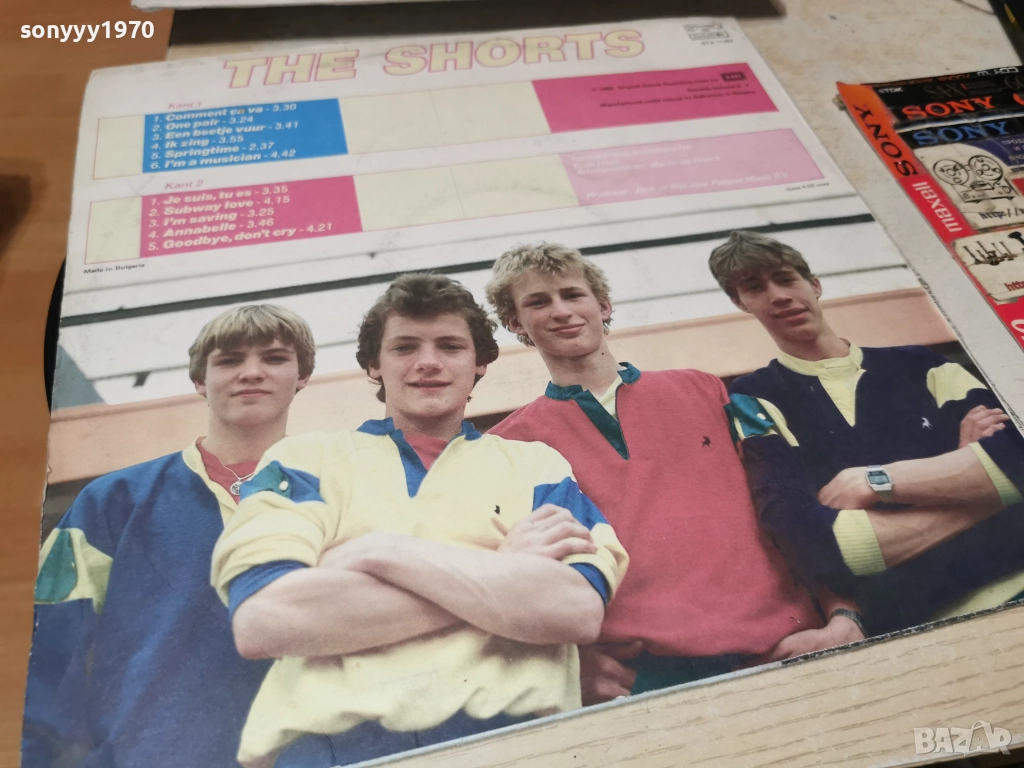 sonyyy1970
THE SHORTS
EMI
Kant 1
1. Comment ça va - 3.30
2. One pair - 3.24
3. Een beetje vuur - 3.41
4. Ik zing - 3.55
5. Springtime - 2.37
6. I'm a musician - 4.42
Kant 2
1. Je suis, tu es - 3.35
2. Subway love - 4.15
3. I'm saving - 3.25
4. Annabelle - 3.46
5. Goodbye, don't cry - 4.21
Made in Bulgaria
TDK
SONY
SONY
SONY
maxell
BAZAR